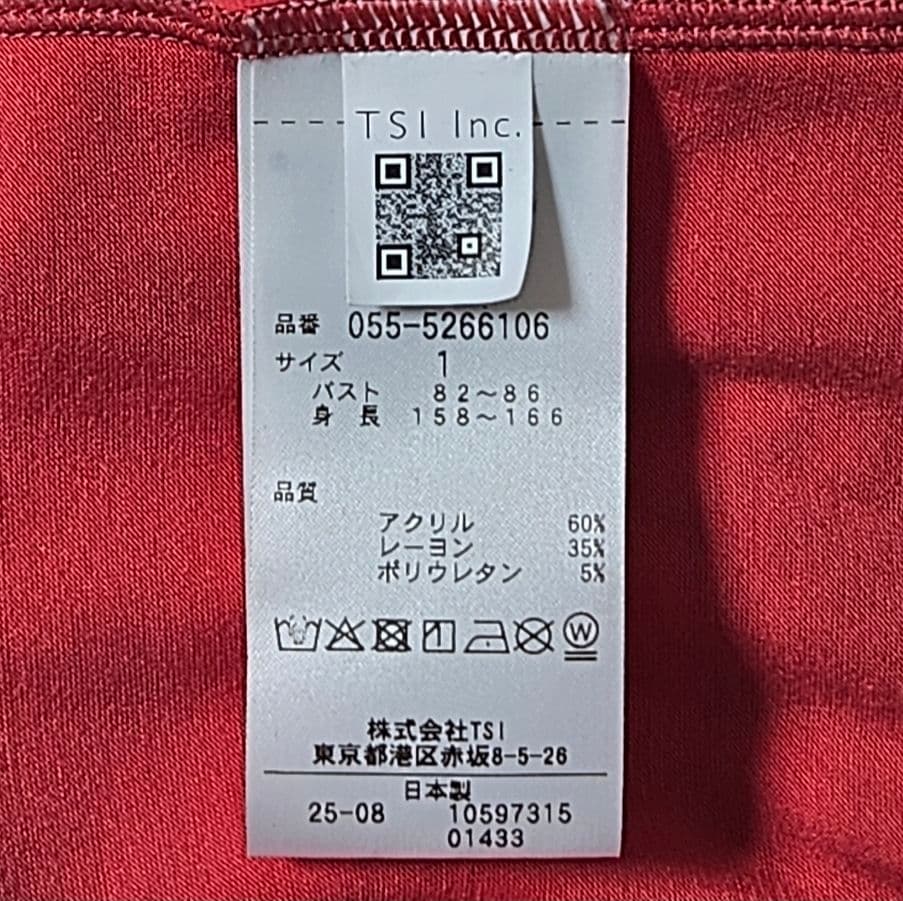 TSI Inc.
品番 055-5266106
サイズ 1
バスト 82～86
身長 158～166
品質
アクリル 60%
レーヨン 35%
ポリウレタン 5%
W
株式会社TSI
東京都港区赤坂8-5-26
日本製
25-08 10597315
01433